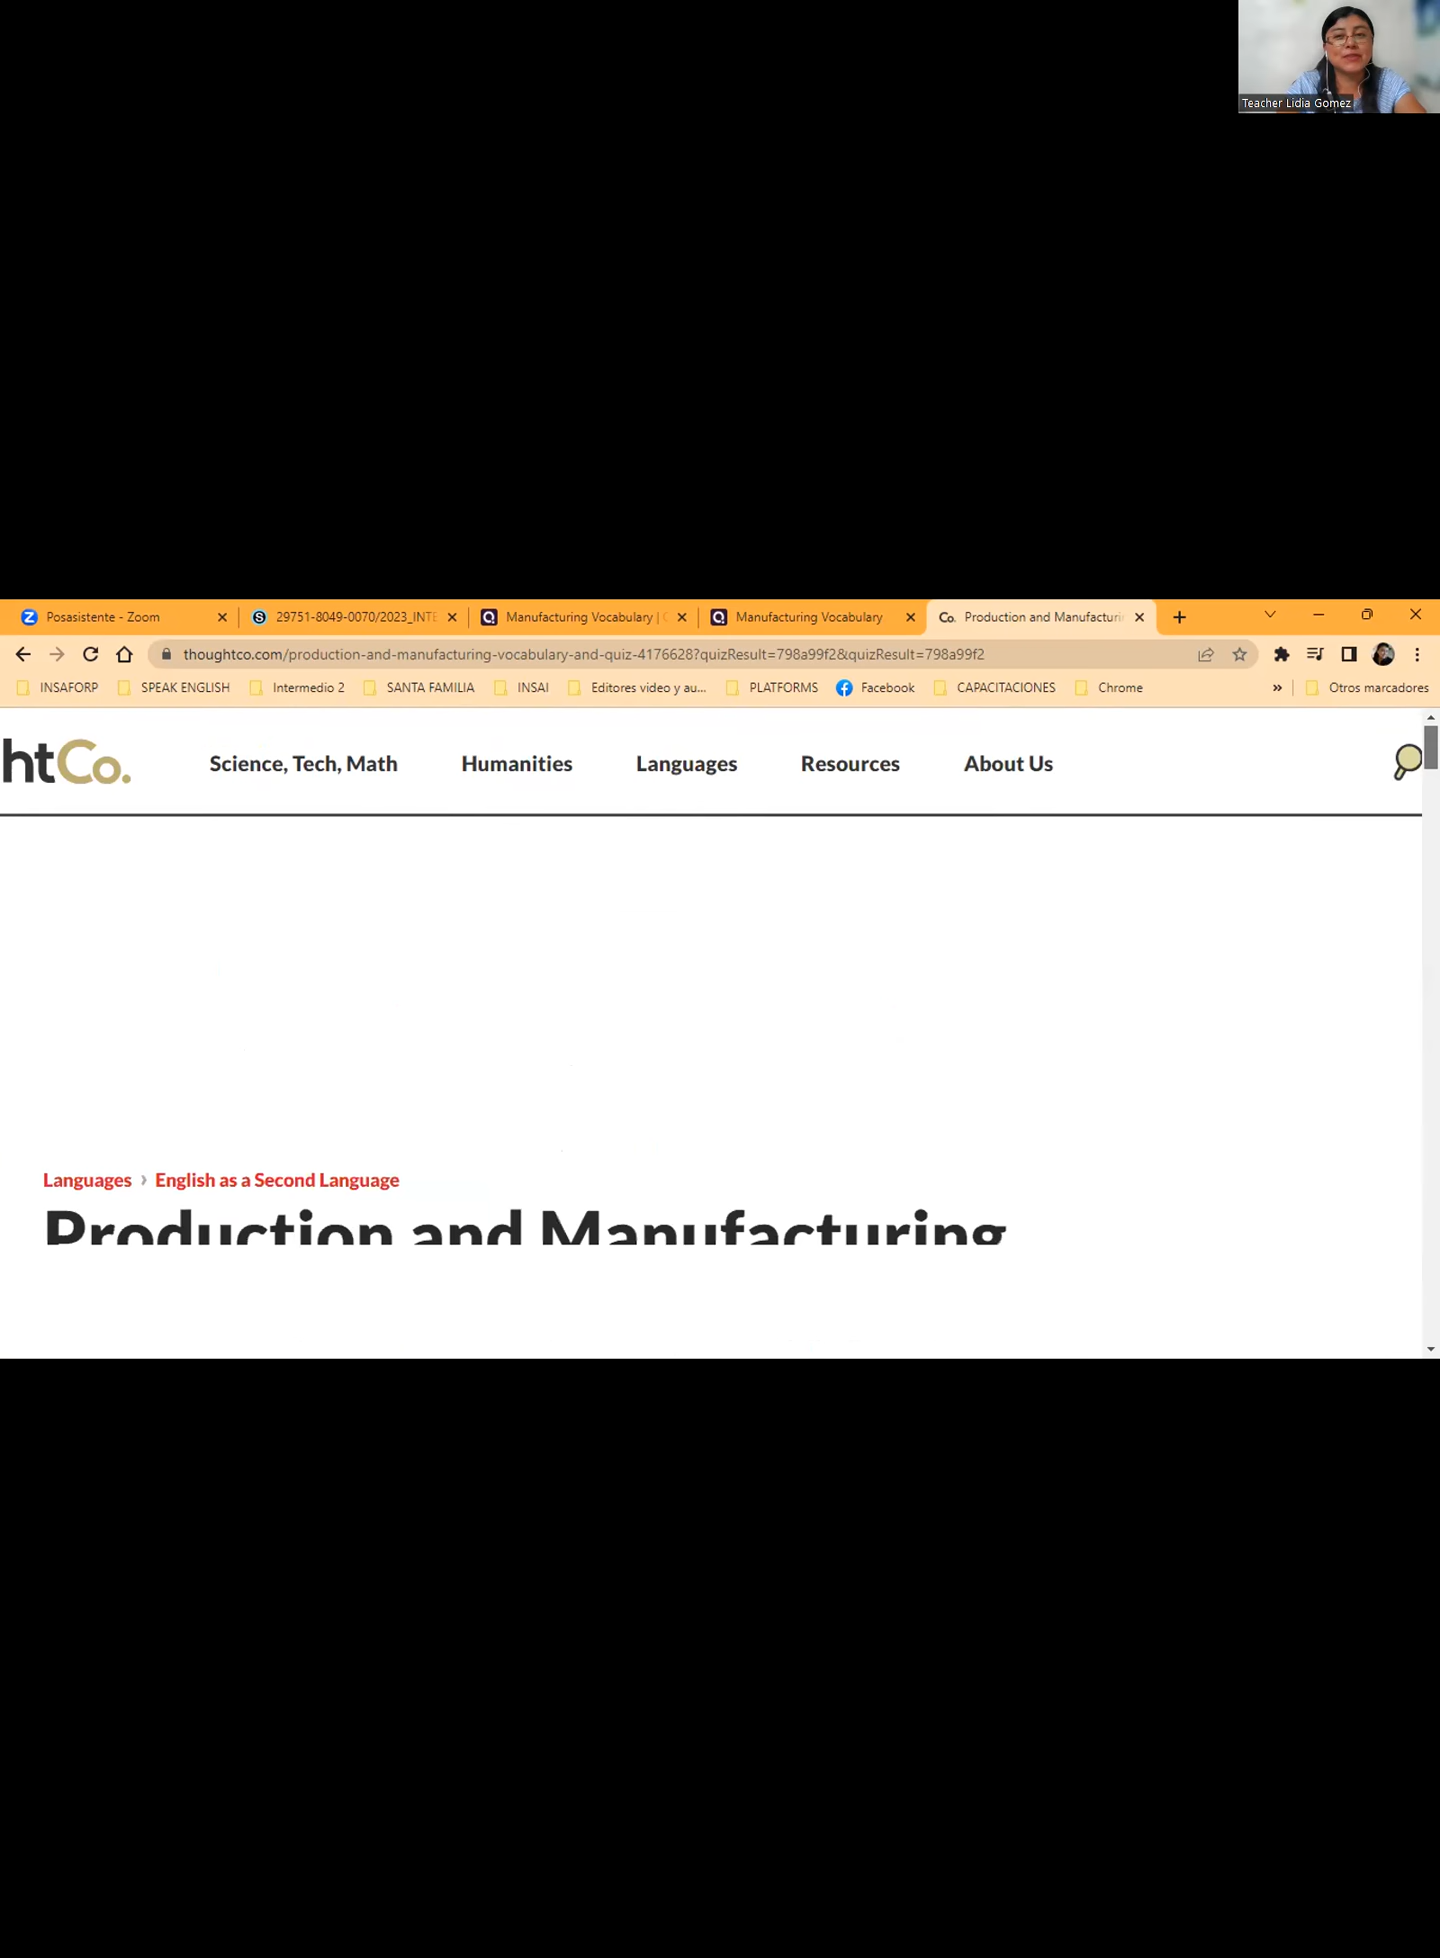 Teacher Lidia Gomez
Posasistente - Zoom
29751-8049-0070/2023_INTE
Manufacturing Vocabulary |
Manufacturing Vocabulary
Co. Production and Manufacturin
thoughtco.com/production-and-manufacturing-vocabulary-and-quiz-4176628?quizResult=798a99f2&quizResult=798a99f2
INSAFORP SPEAK ENGLISH Intermedio 2 SANTA FAMILIA INSAI Editores video y au... PLATFORMS Facebook CAPACITACIONES Chrome » Otros marcadores
htCo. Science, Tech, Math Humanities Languages Resources About Us
Languages › English as a Second Language
Production and Manufacturing